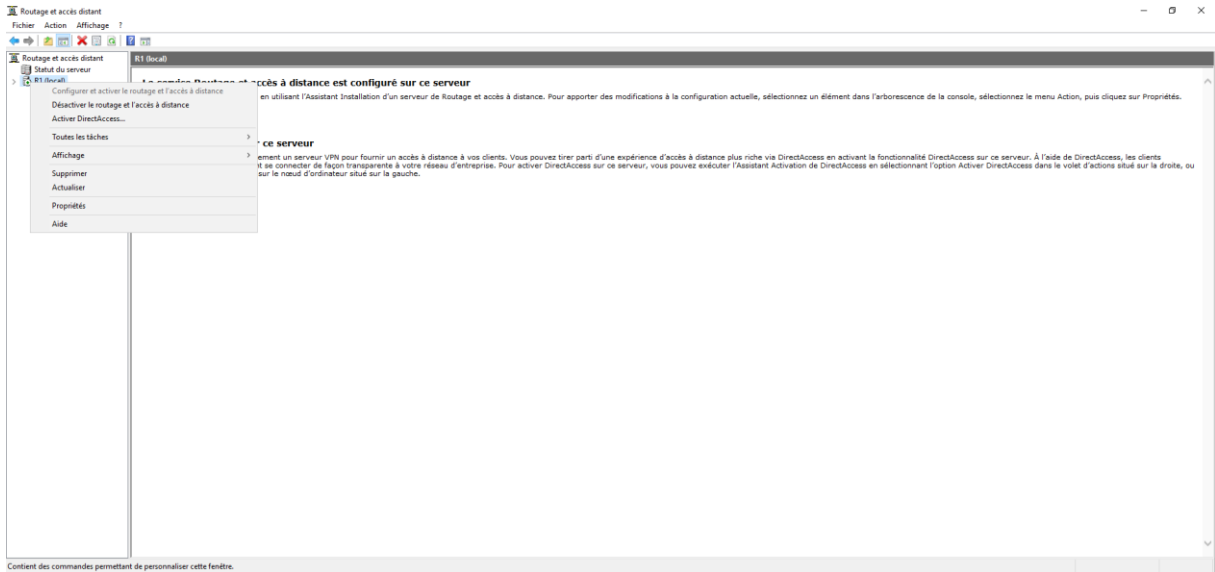 Routage et accès distant
Fichier Action Affichage ?
Routage et accès distant
Statut du serveur
R1 (local)
R1 (local)
Configurer et activer le routage et l'accès à distance
Désactiver le routage et l'accès à distance
Activer DirectAccess...
Toutes les tâches
Affichage
Supprimer
Actualiser
Propriétés
Aide
Le service Routage et accès à distance est configuré sur ce serveur
en utilisant l'Assistant Installation d'un serveur de Routage et accès à distance. Pour apporter des modifications à la configuration actuelle, sélectionnez un élément dans l'arborescence de la console, sélectionnez le menu Action, puis cliquez sur Propriétés.
ce serveur
ement un serveur VPN pour fournir un accès à distance à vos clients. Vous pouvez tirer parti d'une expérience d'accès à distance plus riche via DirectAccess en activant la fonctionnalité DirectAccess sur ce serveur. À l'aide de DirectAccess, les clients
t se connecter de façon transparente à votre réseau d'entreprise. Pour activer DirectAccess sur ce serveur, vous pouvez exécuter l'Assistant Activation de DirectAccess en sélectionnant l'option Activer DirectAccess dans le volet d'actions situé sur la droite, ou
sur le nœud d'ordinateur situé sur la gauche.
Contient des commandes permettant de personnaliser cette fenêtre.